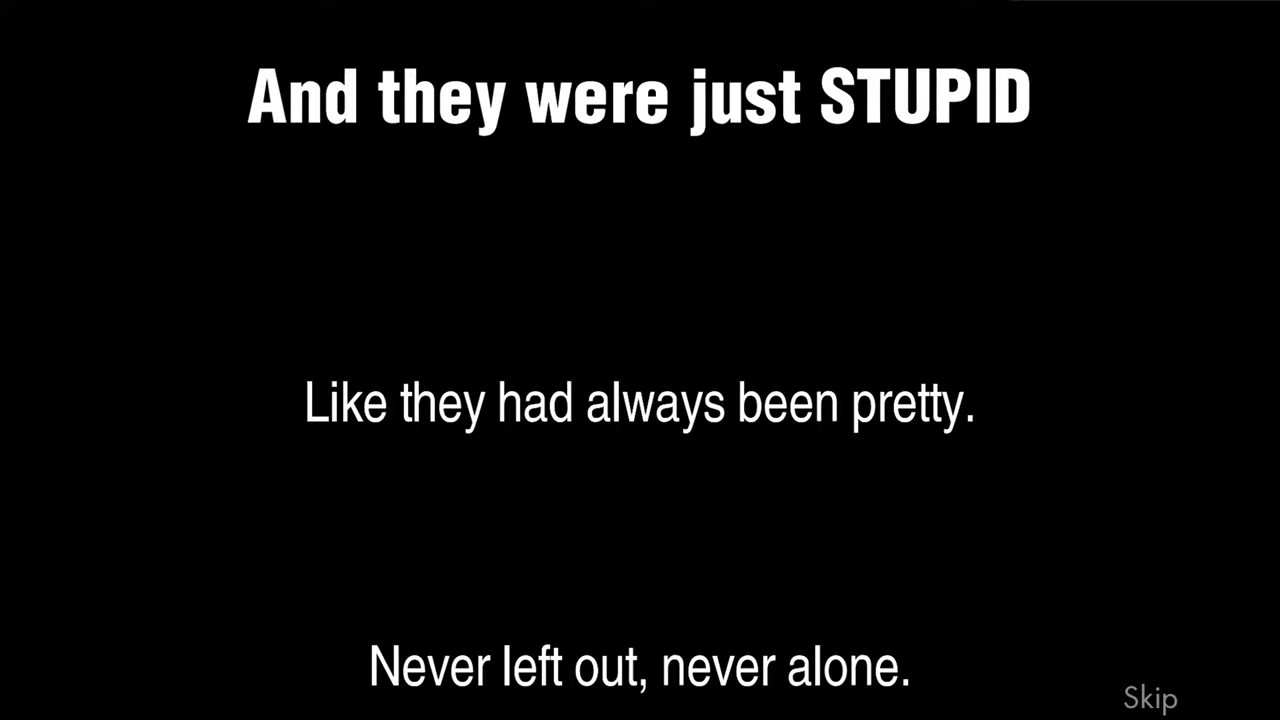 And they were just STUPID
Like they had always been pretty.
Never left out, never alone.
Skip